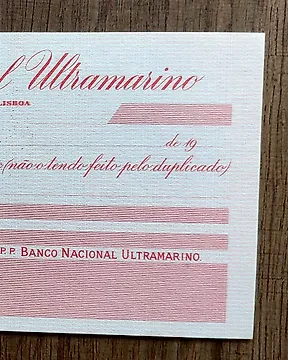 l Ultramarino
LISBOA
de 19
(não o tendo feito pelo duplicado)
P.P. BANCO NACIONAL ULTRAMARINO